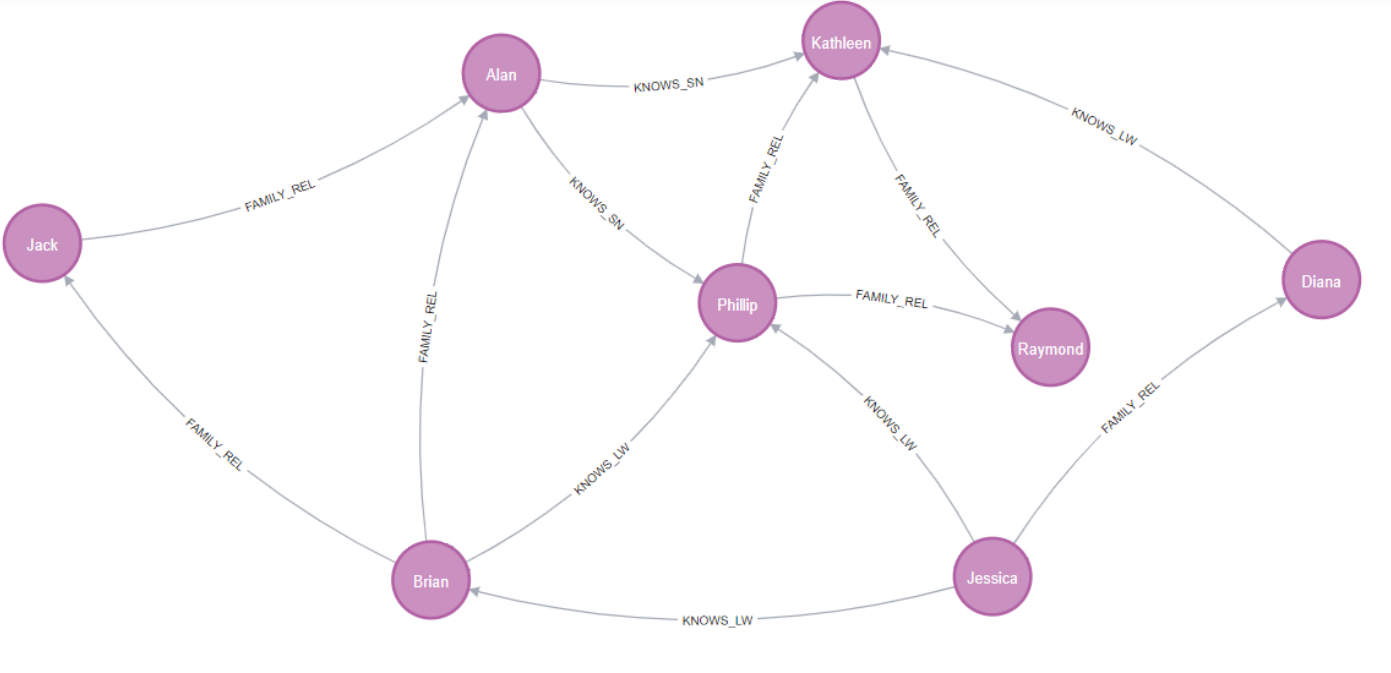 Kathleen
Alan
KNOWS_SN
KNOWS_LW
FAMILY_REL
FAMILY_REL
KNOWS_SN
FAMILY_REL
Jack
Diana
Phillip
FAMILY_REL
FAMILY_REL
Raymond
FAMILY_REL
KNOWS_LW
FAMILY_REL
KNOWS_LW
Brian
Jessica
KNOWS_LW